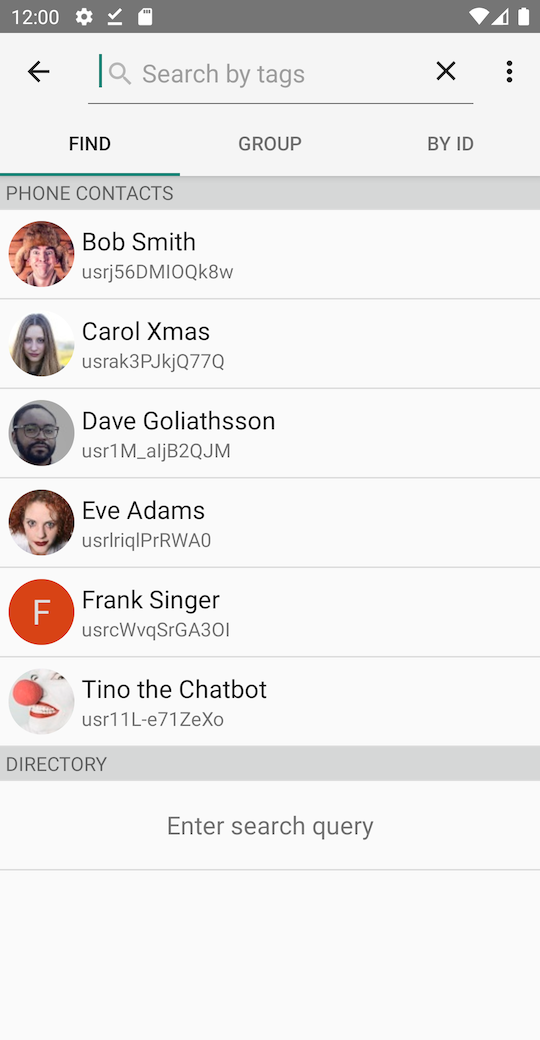 12:00
Search by tags
FIND GROUP BY ID
PHONE CONTACTS
Bob Smith
usrj56DMIOQk8w
Carol Xmas
usrak3PJkjQ77Q
Dave Goliathsson
usr1M_aljB2QJM
Eve Adams
usrlriqlPrRWA0
F
Frank Singer
usrcWvqSrGA3OI
Tino the Chatbot
usr11L-e71ZeXo
DIRECTORY
Enter search query